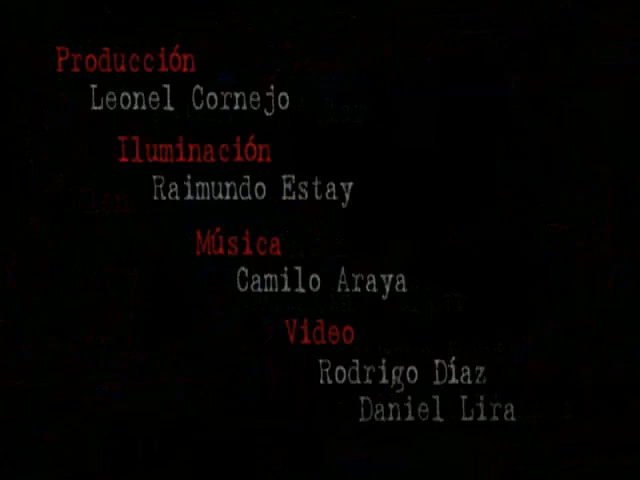 Producción
Leonel Cornejo
Iluminación
Raimundo Estay
Música
Camilo Araya
Video
Rodrigo Díaz
Daniel Lira